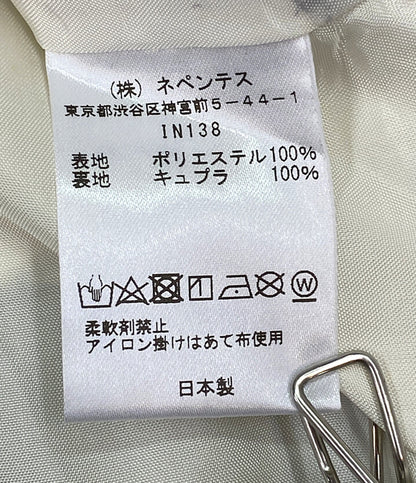 (株) ネペンテス
東京都渋谷区神宮前5-44-1
IN138
表地 ポリエステル100%
裏地 キュプラ 100%
W
柔軟剤禁止
アイロン掛けはあて布使用
日本製